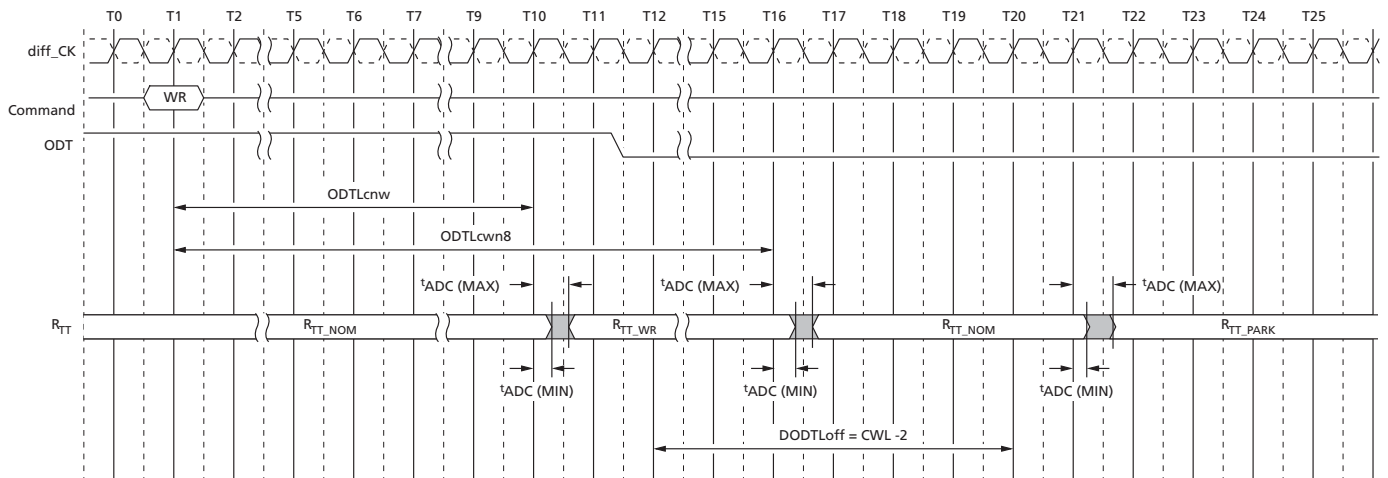 T0 T1 T2 T5 T6 T7 T9 T10 T11 T12 T15 T16 T17 T18 T19 T20 T21 T22 T23 T24 T25
diff_CK
WR
Command
ODT
ODTLcnw
ODTLcwn8
tADC (MAX) tADC (MAX) tADC (MAX)
RTT RTT_NOM RTT_WR RTT_NOM RTT_PARK
tADC (MIN) tADC (MIN) tADC (MIN)
DODTLoff = CWL -2